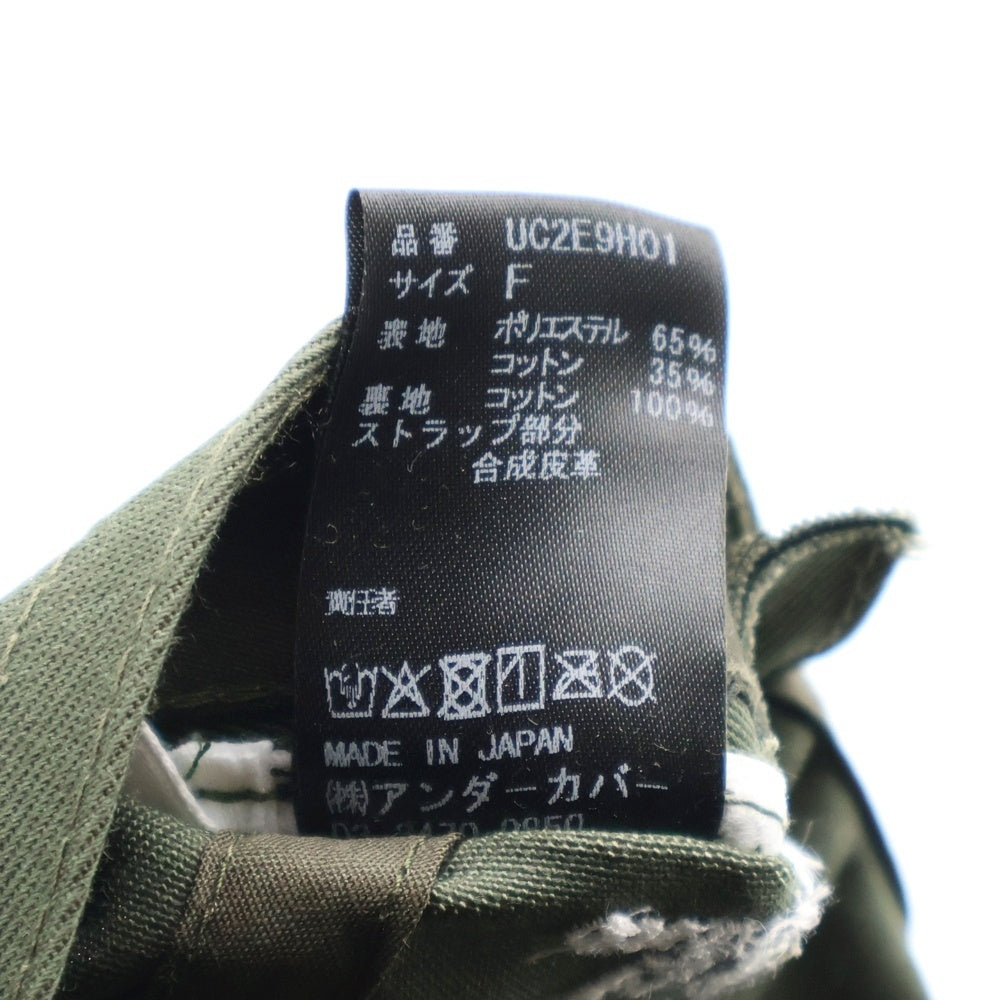 品番 UC2E9H01
サイズ F
表地 ポリエステル 65%
コットン 35%
裏地 コットン 100%
ストラップ部分
合成皮革
責任者
MADE IN JAPAN
(株)アンダーカバー